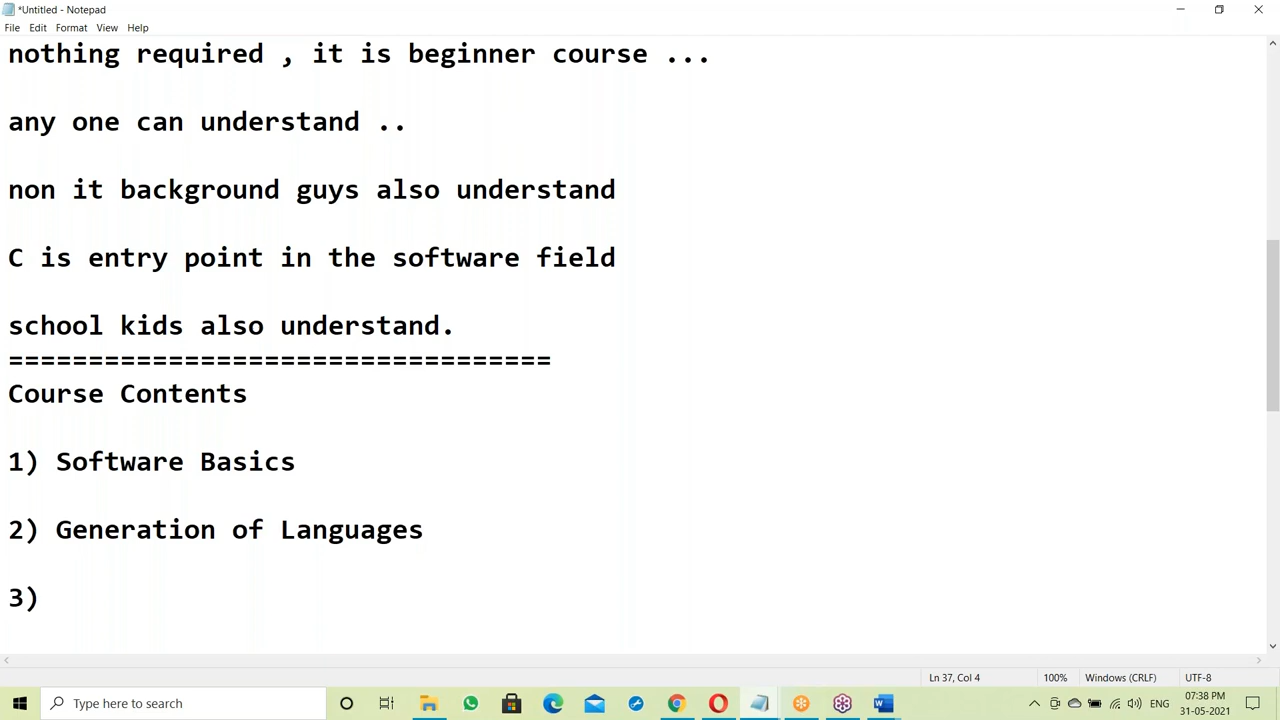 *Untitled - Notepad
File Edit Format View Help
nothing required , it is beginner course ...
any one can understand ..
non it background guys also understand
C is entry point in the software field
school kids also understand.
==================================
Course Contents
1) Software Basics
2) Generation of Languages
3)
Ln 37, Col 4 100% Windows (CRLF) UTF-8
Type here to search
ENG
07:38 PM
31-05-2021